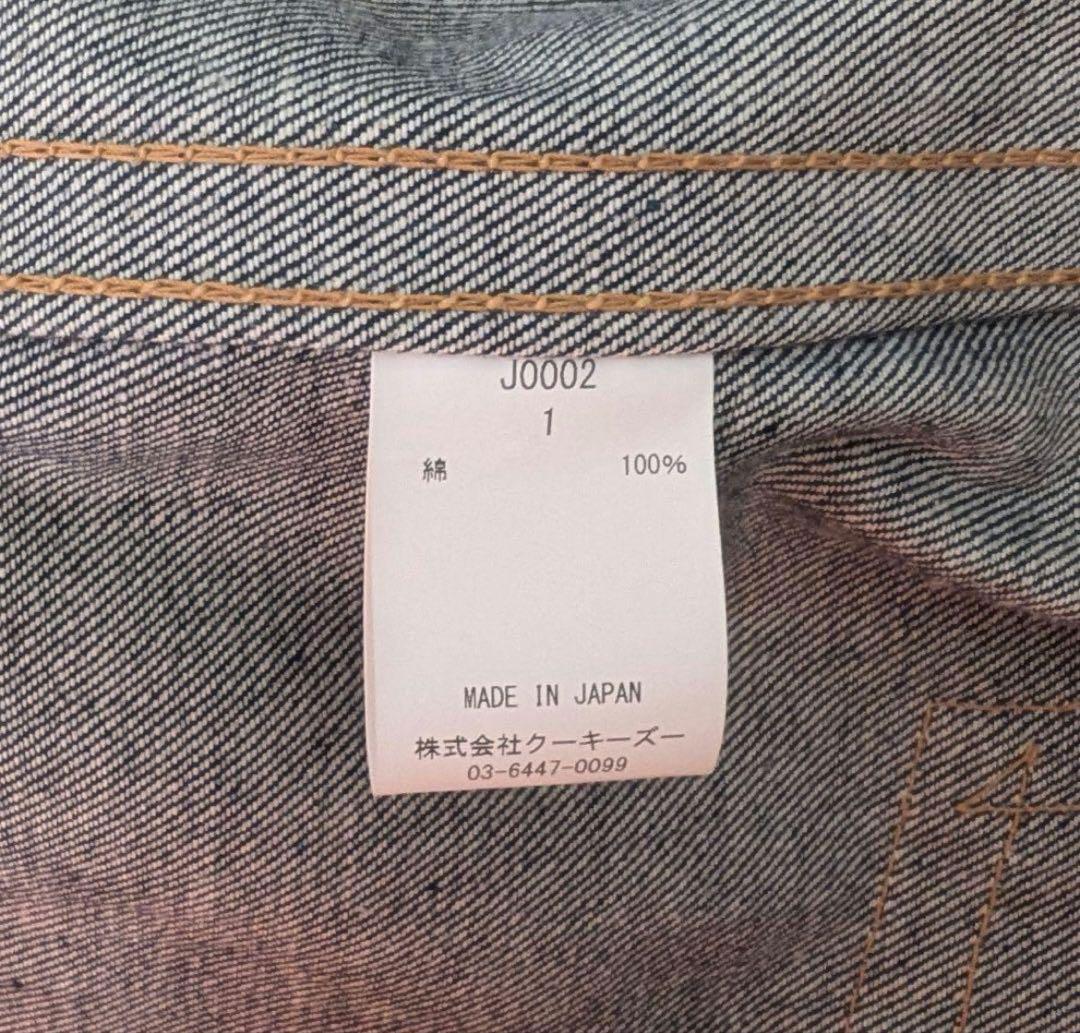 J0002
1
綿 100%
MADE IN JAPAN
株式会社クーキーズー
03-6447-0099